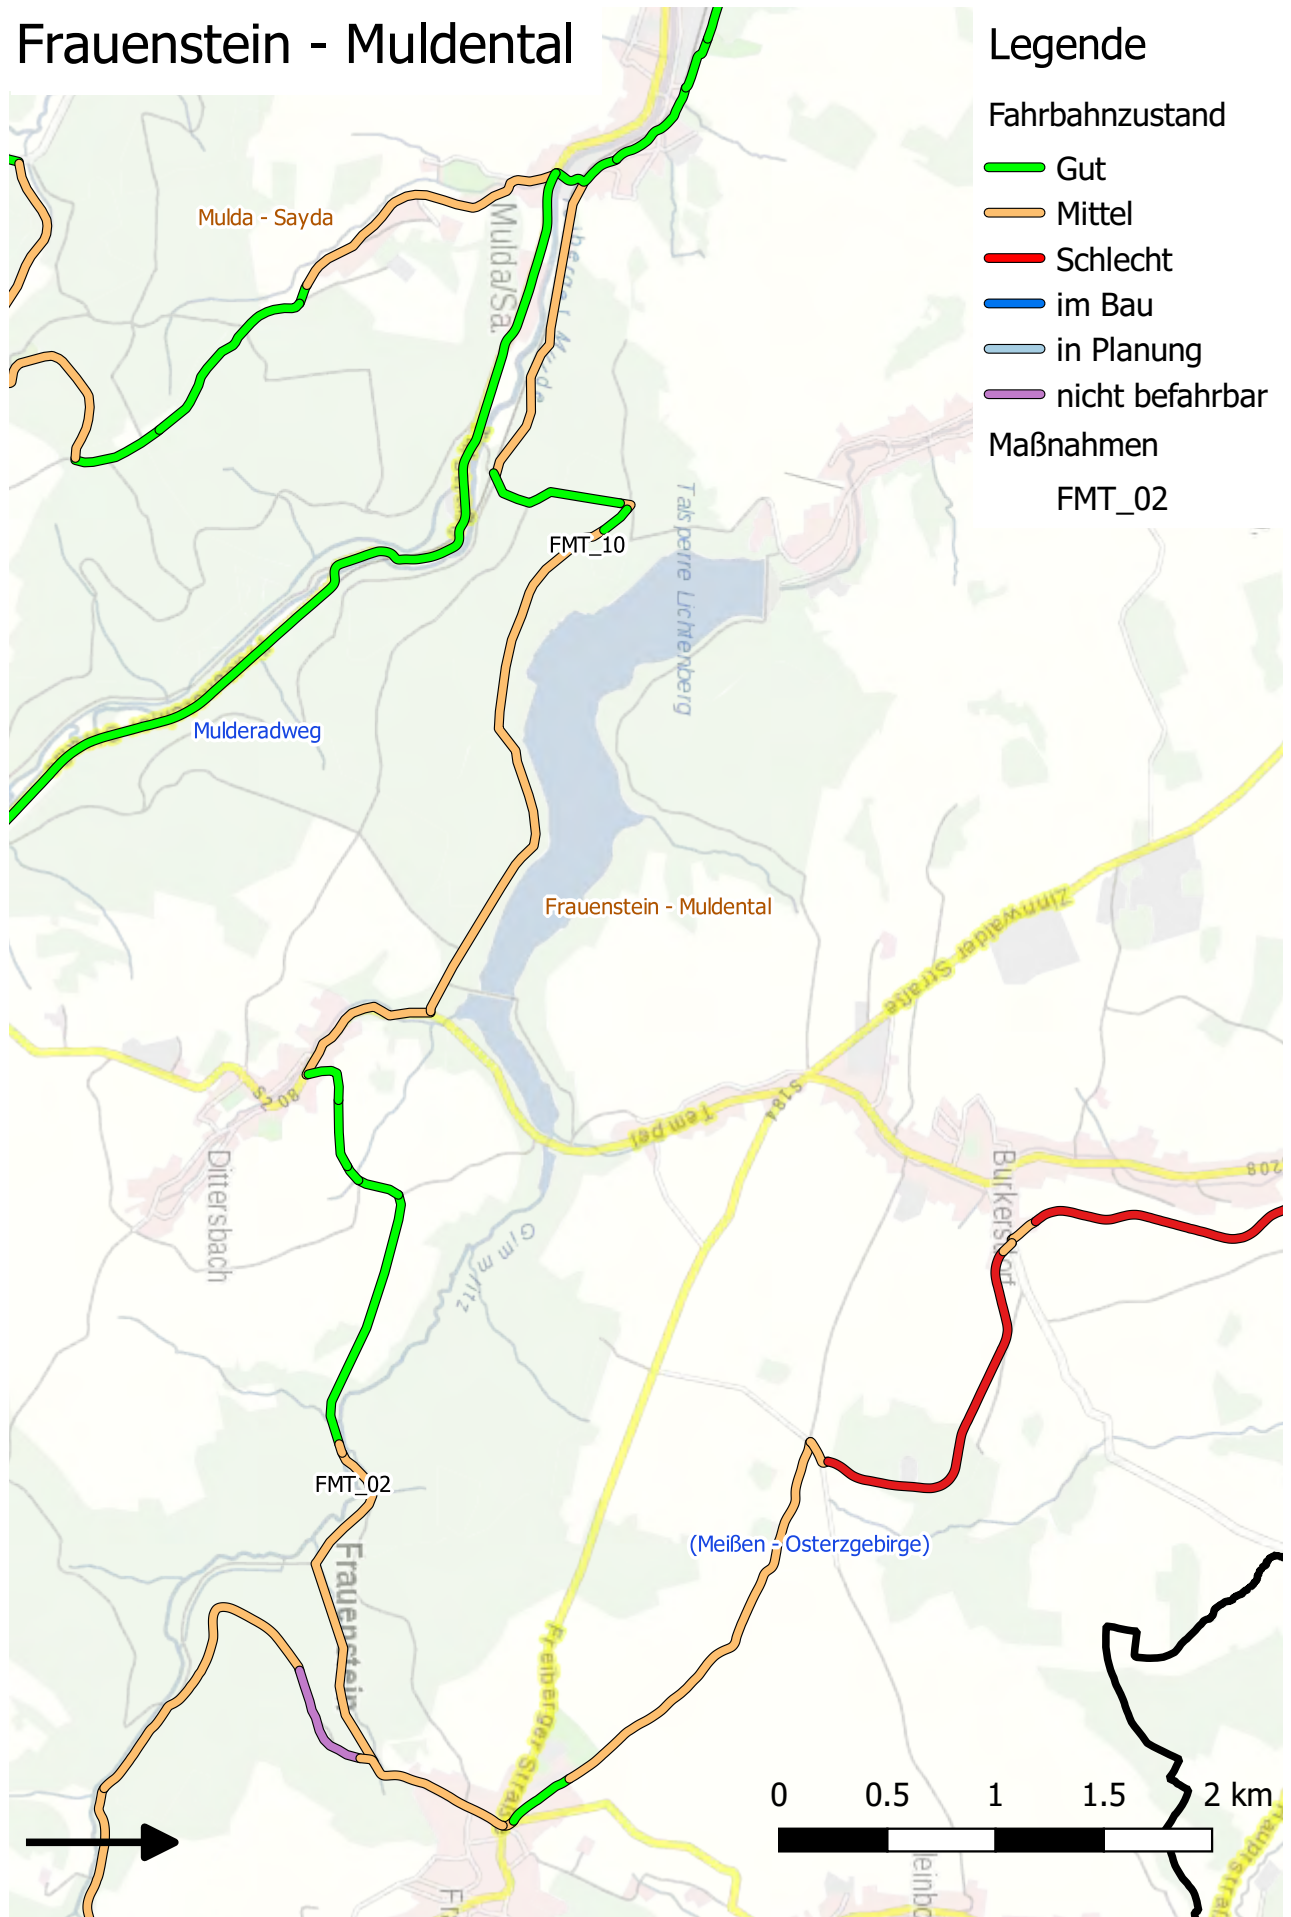 Frauenstein - Muldental
Legende
Fahrbahnzustand
Gut
Mittel
Schlecht
im Bau
in Planung
nicht befahrbar
Maßnahmen
FMT_02
Mulda - Sayda
Mulda/Sa.
Talsperre Lichtenberg
FMT_10
Mulderadweg
Frauenstein - Muldental
Zinnwalder Straße
S184
Tempel
S 208
Dittersbach
Burkersdorf
208
Gimmlitz
FMT_02
(Meißen - Osterzgebirge)
Frauenstein
Freiberger Straße
0 0.5 1 1.5 2 km